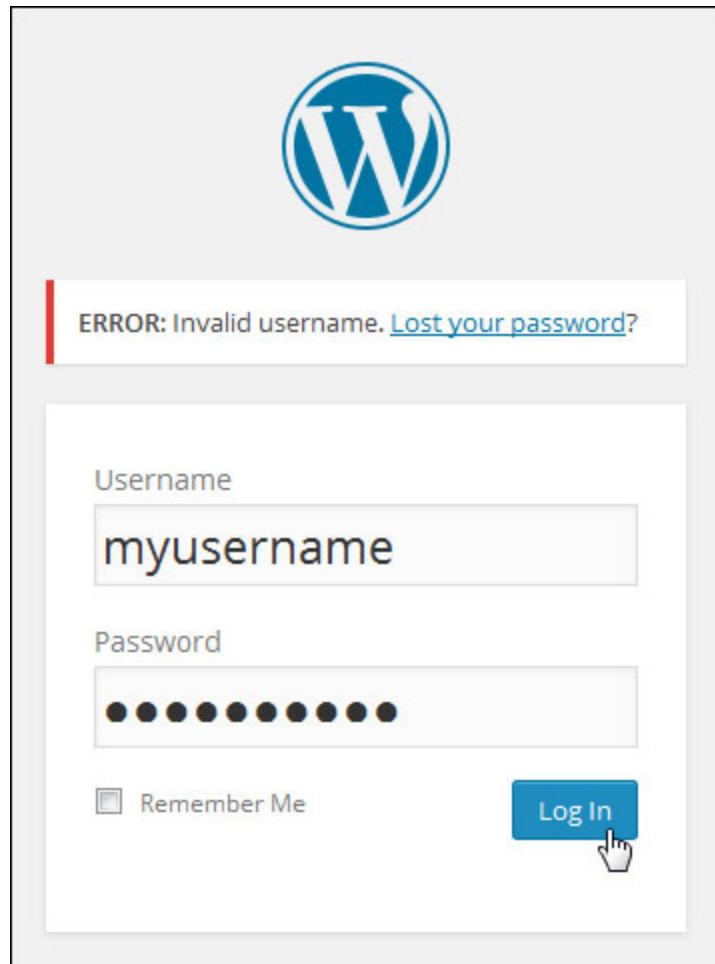 W
ERROR: Invalid username. Lost your password?
Username
myusername
Password
●●●●●●●●●●
Remember Me
Log In